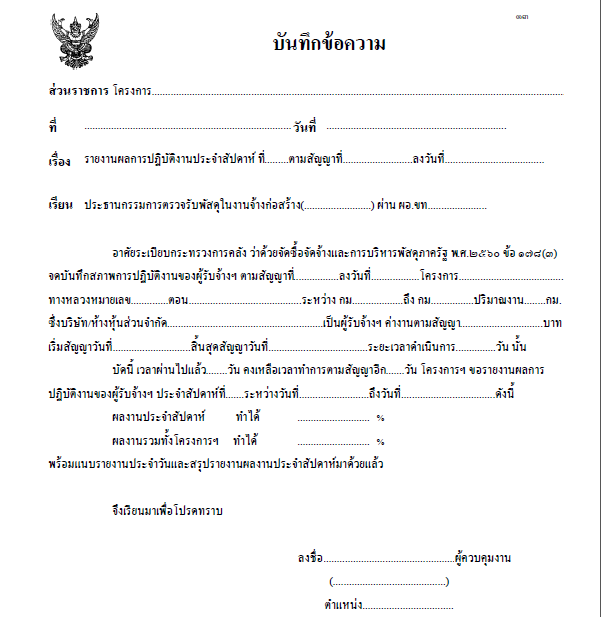 ๑๓
บันทึกข้อความ
ส่วนราชการ โครงการ..........................................................................................................................................
ที่ ..................................................................... วันที่ ............................................................
เรื่อง รายงานผลการปฏิบัติงานประจำสัปดาห์ ที่........ตามสัญญาที่.......................ลงวันที่.................................
เรียน ประธานกรรมการตรวจรับพัสดุในงานจ้างก่อสร้าง(......................) ผ่าน ผอ.ขท....................
อาศัยระเบียบกระทรวงการคลัง ว่าด้วยจัดซื้อจัดจ้างและการบริหารพัสดุภาครัฐ พ.ศ.๒๕๖๐ ข้อ ๑๗๘(๓)
จดบันทึกสภาพการปฏิบัติงานของผู้รับจ้างฯ ตามสัญญาที่...............ลงวันที่................โครงการ...................................
ทางหลวงหมายเลข.............ตอน......................................ระหว่าง กม...............ถึง กม..............ปริมาณงาน.......กม.
ซึ่งบริษัท/ห้างหุ้นส่วนจำกัด....................................................เป็นผู้รับจ้างฯ ค่างานตามสัญญา...........................บาท
เริ่มสัญญาวันที่..........................สิ้นสุดสัญญาวันที่.................................ระยะเวลาดำเนินการ.............วัน นั้น
บัดนี้ เวลาผ่านไปแล้ว.......วัน คงเหลือเวลาทำการตามสัญญาอีก......วัน โครงการฯ ขอรายงานผลการ
ปฏิบัติงานของผู้รับจ้างฯ ประจำสัปดาห์ที่......ระหว่างวันที่.......................ถึงวันที่...............................ดังนี้
ผลงานประจำสัปดาห์ ทำได้ ........................ %
ผลงานรวมทั้งโครงการฯ ทำได้ ........................ %
พร้อมแนบรายงานประจำวันและสรุปรายงานผลงานประจำสัปดาห์มาด้วยแล้ว
จึงเรียนมาเพื่อโปรดทราบ
ลงชื่อ...........................................ผู้ควบคุมงาน
(......................................)
ตำแหน่ง..............................